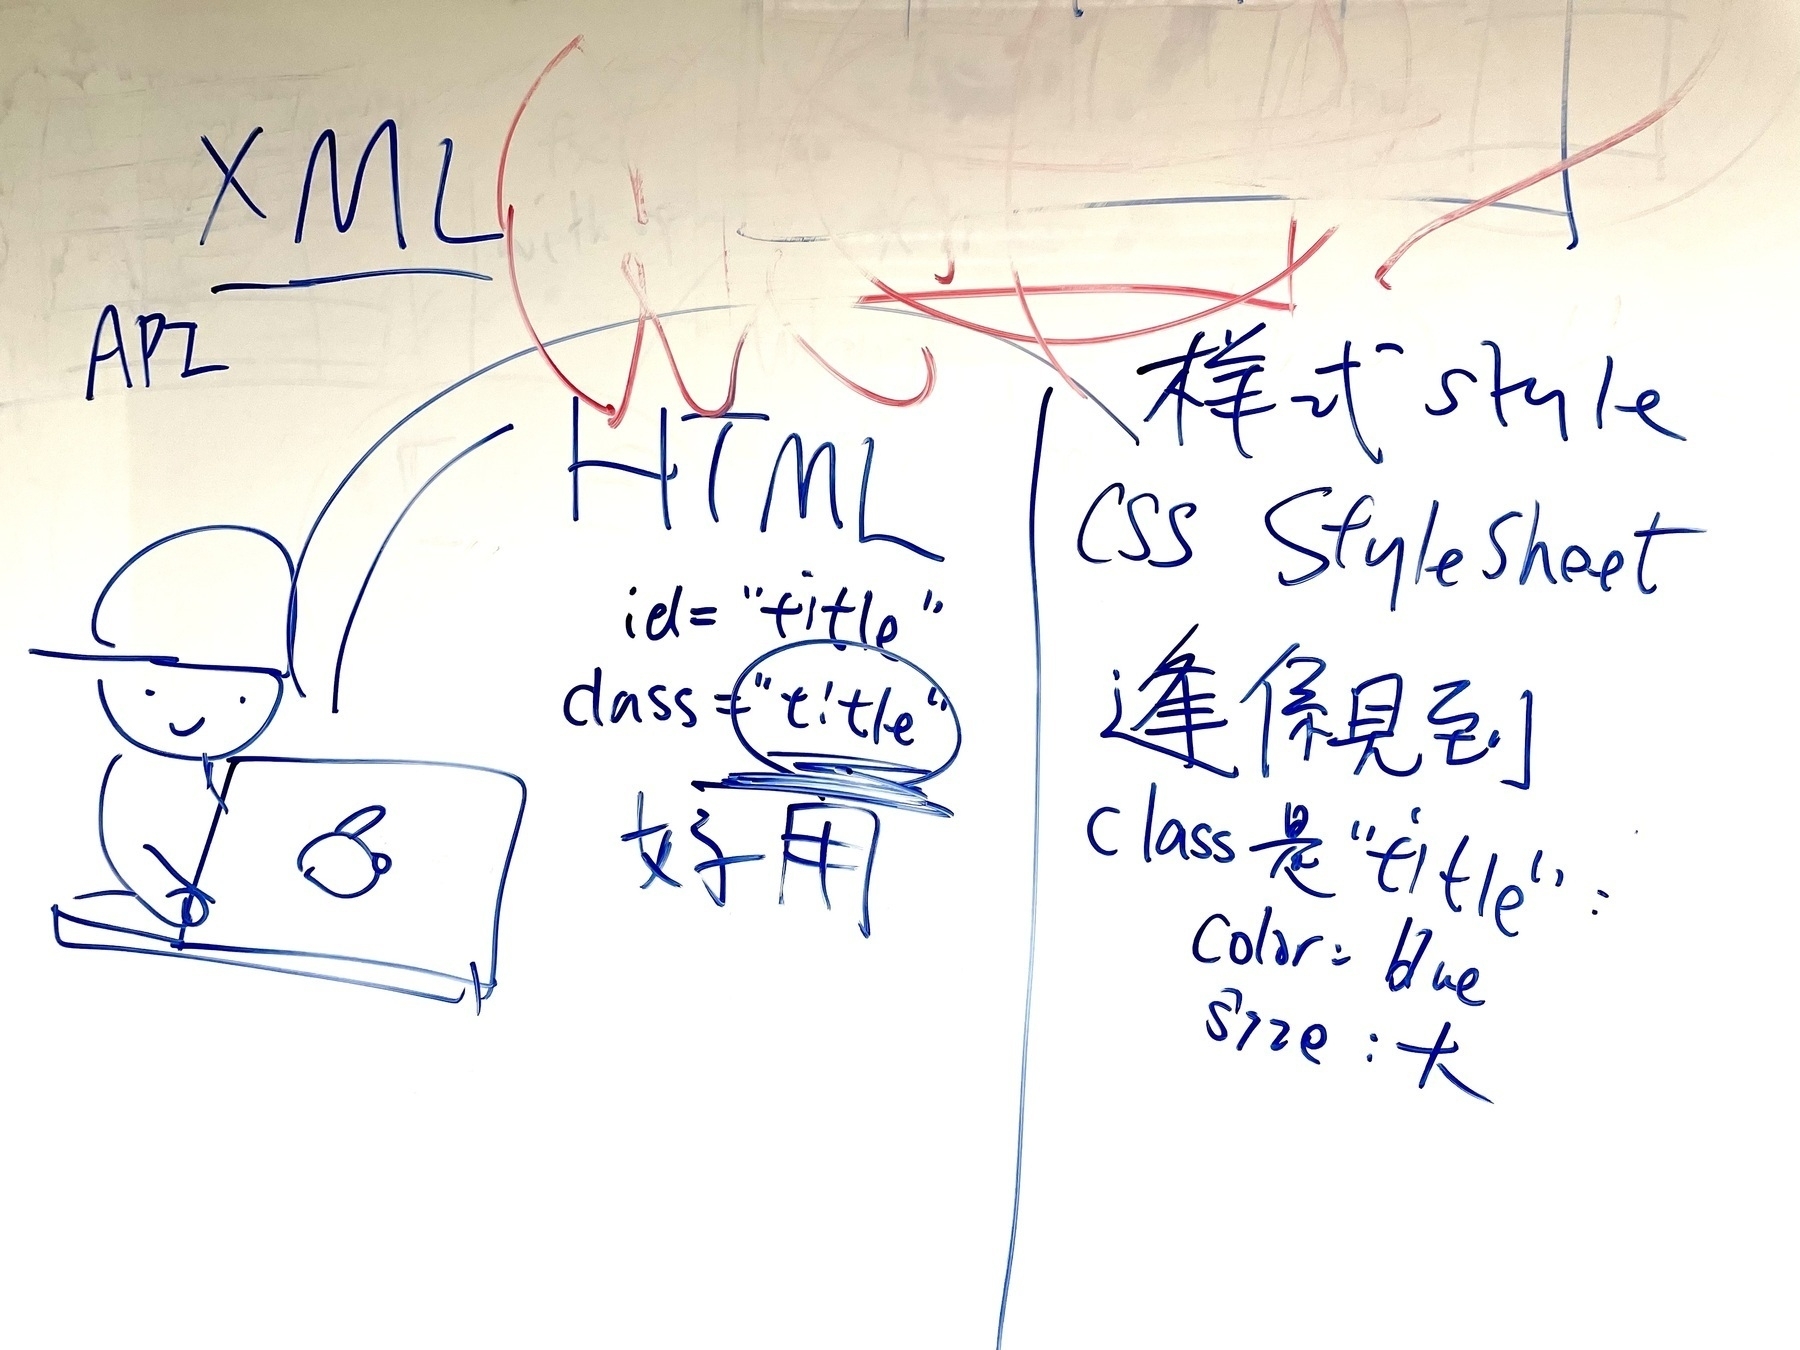 XML
API
HTML
id= "title"
class="title"
好用
样式 style
CSS StyleSheet
逢係見到
class是"title":
color: blue
size:大